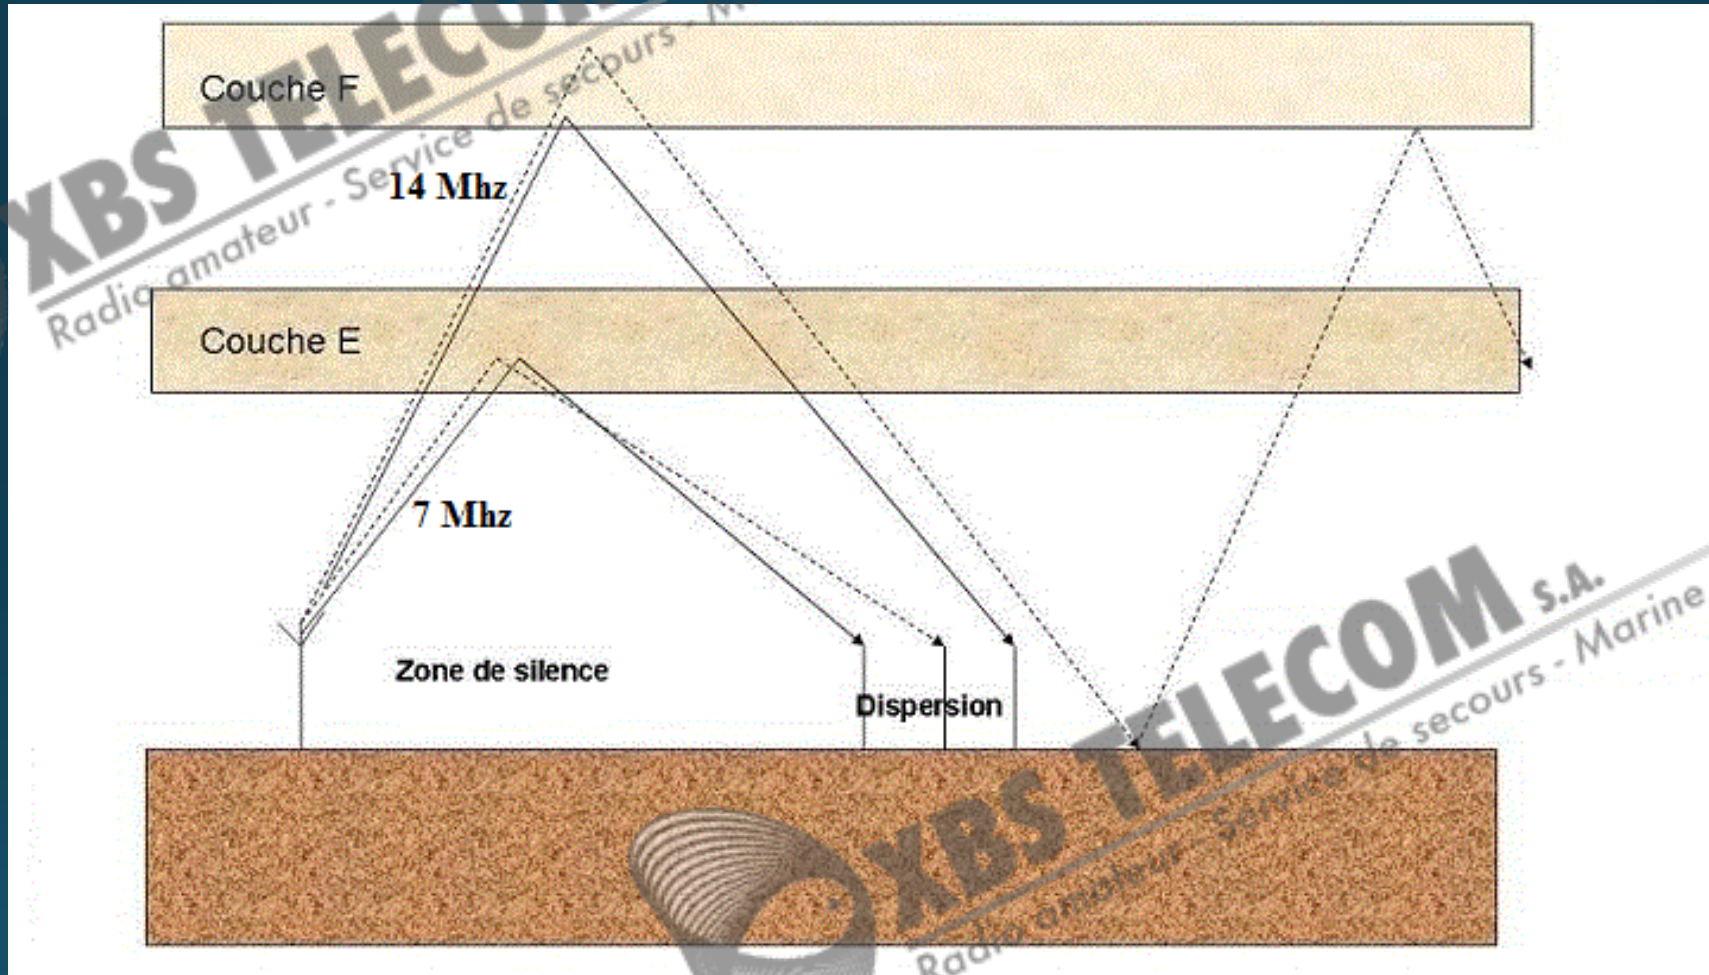 XBS TELECOM
Radio amateur - Service de secours - M
Couche F
14 Mhz
Couche E
7 Mhz
Zone de silence
Dispersion
XBS TELECOM S.A.
Radio amateur - Service de secours - Marine